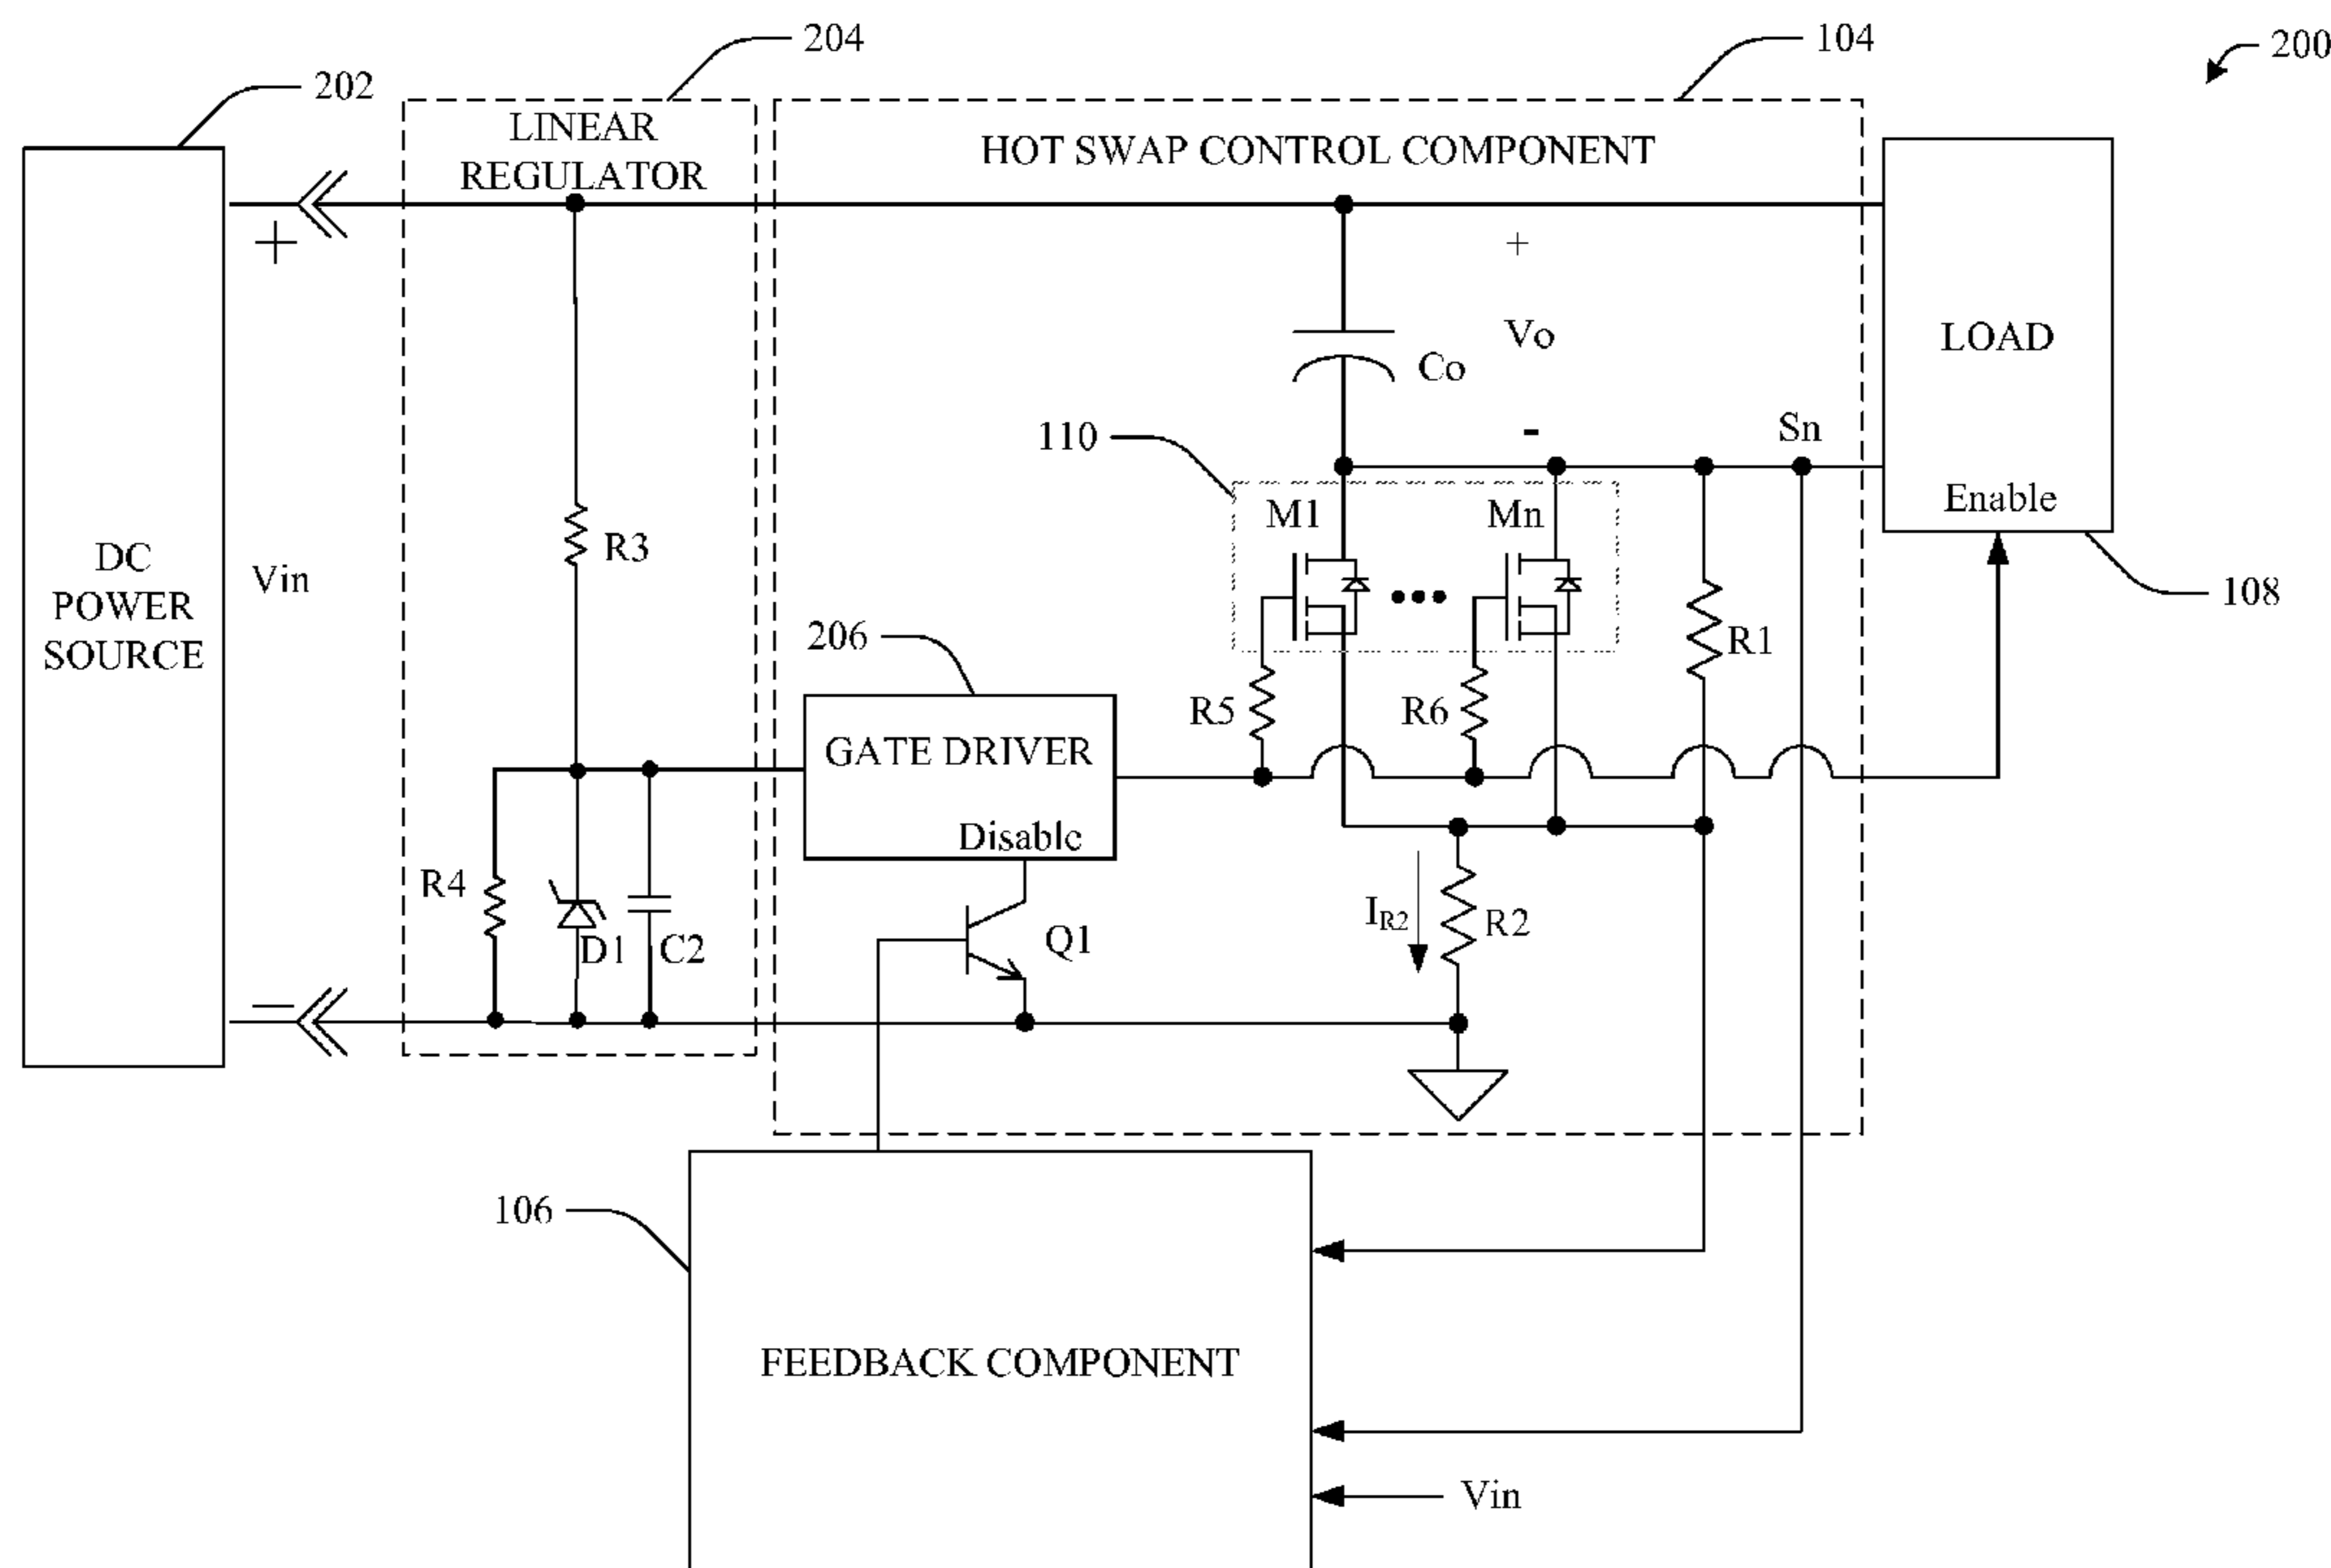 204
104
200
202
LINEAR
REGULATOR
HOT SWAP CONTROL COMPONENT
+
+
Vo
Co
LOAD
110
-
Sn
M1
Mn
Enable
R3
DC
POWER
SOURCE
Vin
108
206
R1
R5
R6
GATE DRIVER
Disable
R4
D1
C2
Q1
IR2
R2
—
106
FEEDBACK COMPONENT
Vin